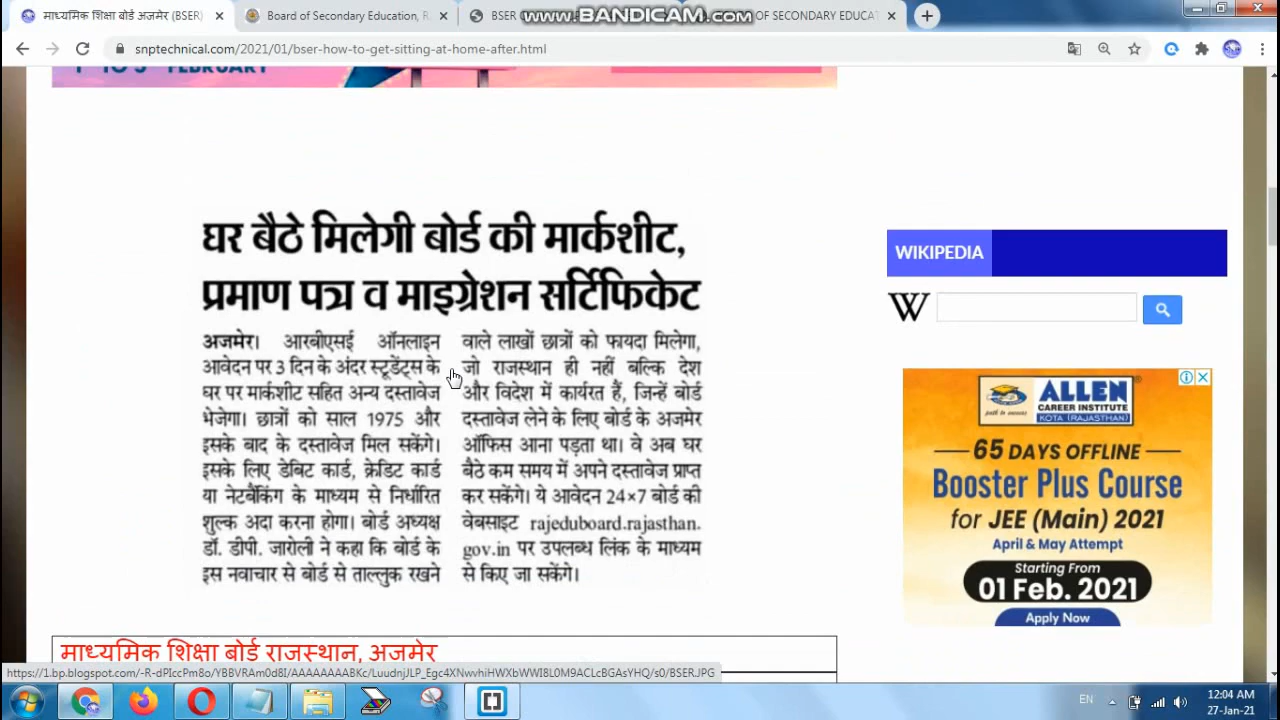 माध्यमिक शिक्षा बोर्ड अजमेर (BSER)
Board of Secondary Education, R
BSER
www.BANDICAM.com
OF SECONDARY EDUCAT
snptechnical.com/2021/01/bser-how-to-get-sitting-at-home-after.html
FEBRUARY
घर बैठे मिलेगी बोर्ड की मार्कशीट,
प्रमाण पत्र व माइग्रेशन सर्टिफिकेट
अजमेर। आरबीएसई ऑनलाइन
आवेदन पर 3 दिन के अंदर स्टूडेंट्स के
घर पर मार्कशीट सहित अन्य दस्तावेज
भेजेगा। छात्रों को साल 1975 और
इसके बाद के दस्तावेज मिल सकेंगे।
इसके लिए डेबिट कार्ड, क्रेडिट कार्ड
या नेटबैंकिंग के माध्यम से निर्धारित
शुल्क अदा करना होगा। बोर्ड अध्यक्ष
डॉ. डीपी. जारोली ने कहा कि बोर्ड के
इस नवाचार से बोर्ड से ताल्लुक रखने
वाले लाखों छात्रों को फायदा मिलेगा,
जो राजस्थान ही नहीं बल्कि देश
और विदेश में कार्यरत हैं, जिन्हें बोर्ड
दस्तावेज लेने के लिए बोर्ड के अजमेर
ऑफिस आना पड़ता था। वे अब घर
बैठे कम समय में अपने दस्तावेज प्राप्त
कर सकेंगे। ये आवेदन 24×7 बोर्ड की
वेबसाइट rajeduboard.rajasthan.
gov.in पर उपलब्ध लिंक के माध्यम
से किए जा सकेंगे।
WIKIPEDIA
W
ALLEN
CAREER INSTITUTE
KOTA (RAJASTHAN)
65 DAYS OFFLINE
Booster Plus Course
for JEE (Main) 2021
April & May Attempt
Starting From
01 Feb. 2021
Apply Now
माध्यमिक शिक्षा बोर्ड राजस्थान, अजमेर
EN
12:04 AM
27-Jan-21